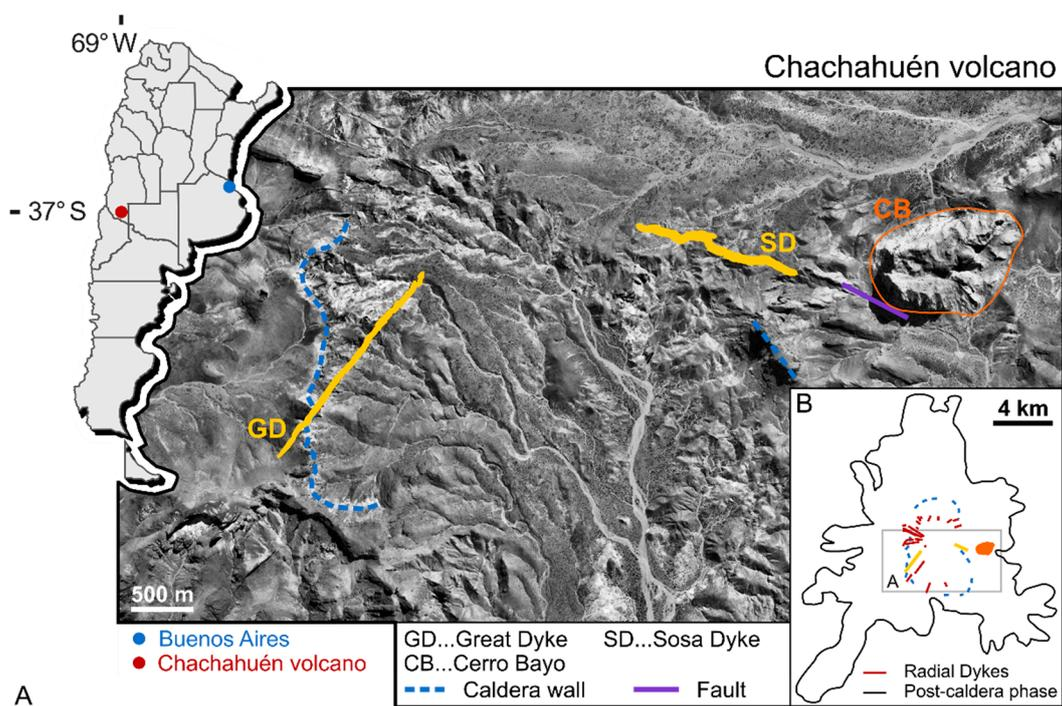 69° W
Chachahuén volcano
37° S
CB
SD
GD
B
4 km
A
500 m
Buenos Aires
Chachahuén volcano
GD...Great Dyke SD...Sosa Dyke
CB...Cerro Bayo
Caldera wall Fault
Radial Dykes
Post-caldera phase
A